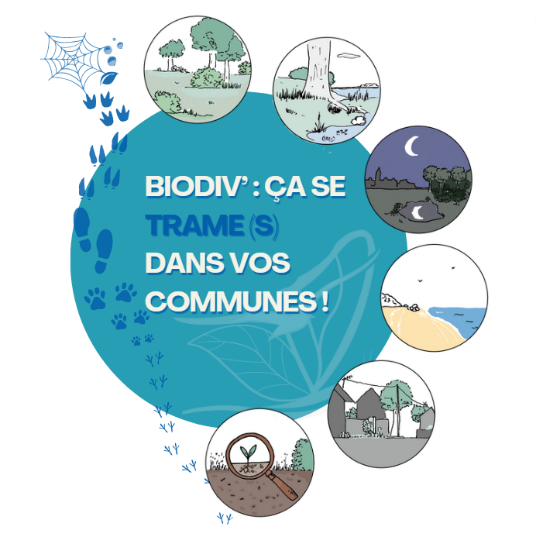 BIODIV' : ÇA SE
TRAME (S)
DANS VOS
COMMUNES !